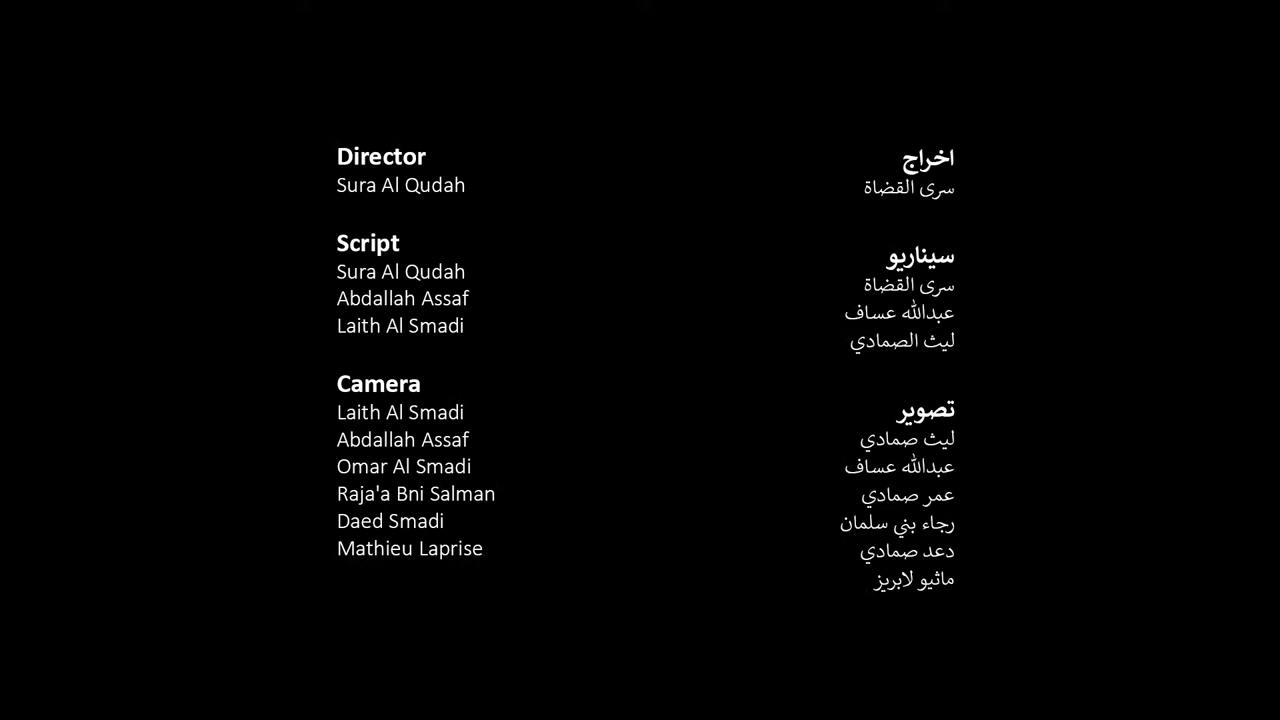 Director
Sura Al Qudah
Script
Sura Al Qudah
Abdallah Assaf
Laith Al Smadi
Camera
Laith Al Smadi
Abdallah Assaf
Omar Al Smadi
Raja'a Bni Salman
Daed Smadi
Mathieu Laprise
اخراج
سرى القضاة
سيناريو
سرى القضاة
عبدالله عساف
ليث الصمادي
تصوير
ليث صمادي
عبدالله عساف
عمر صمادي
رجاء بني سلمان
دعد صمادي
ماثيو لابريز